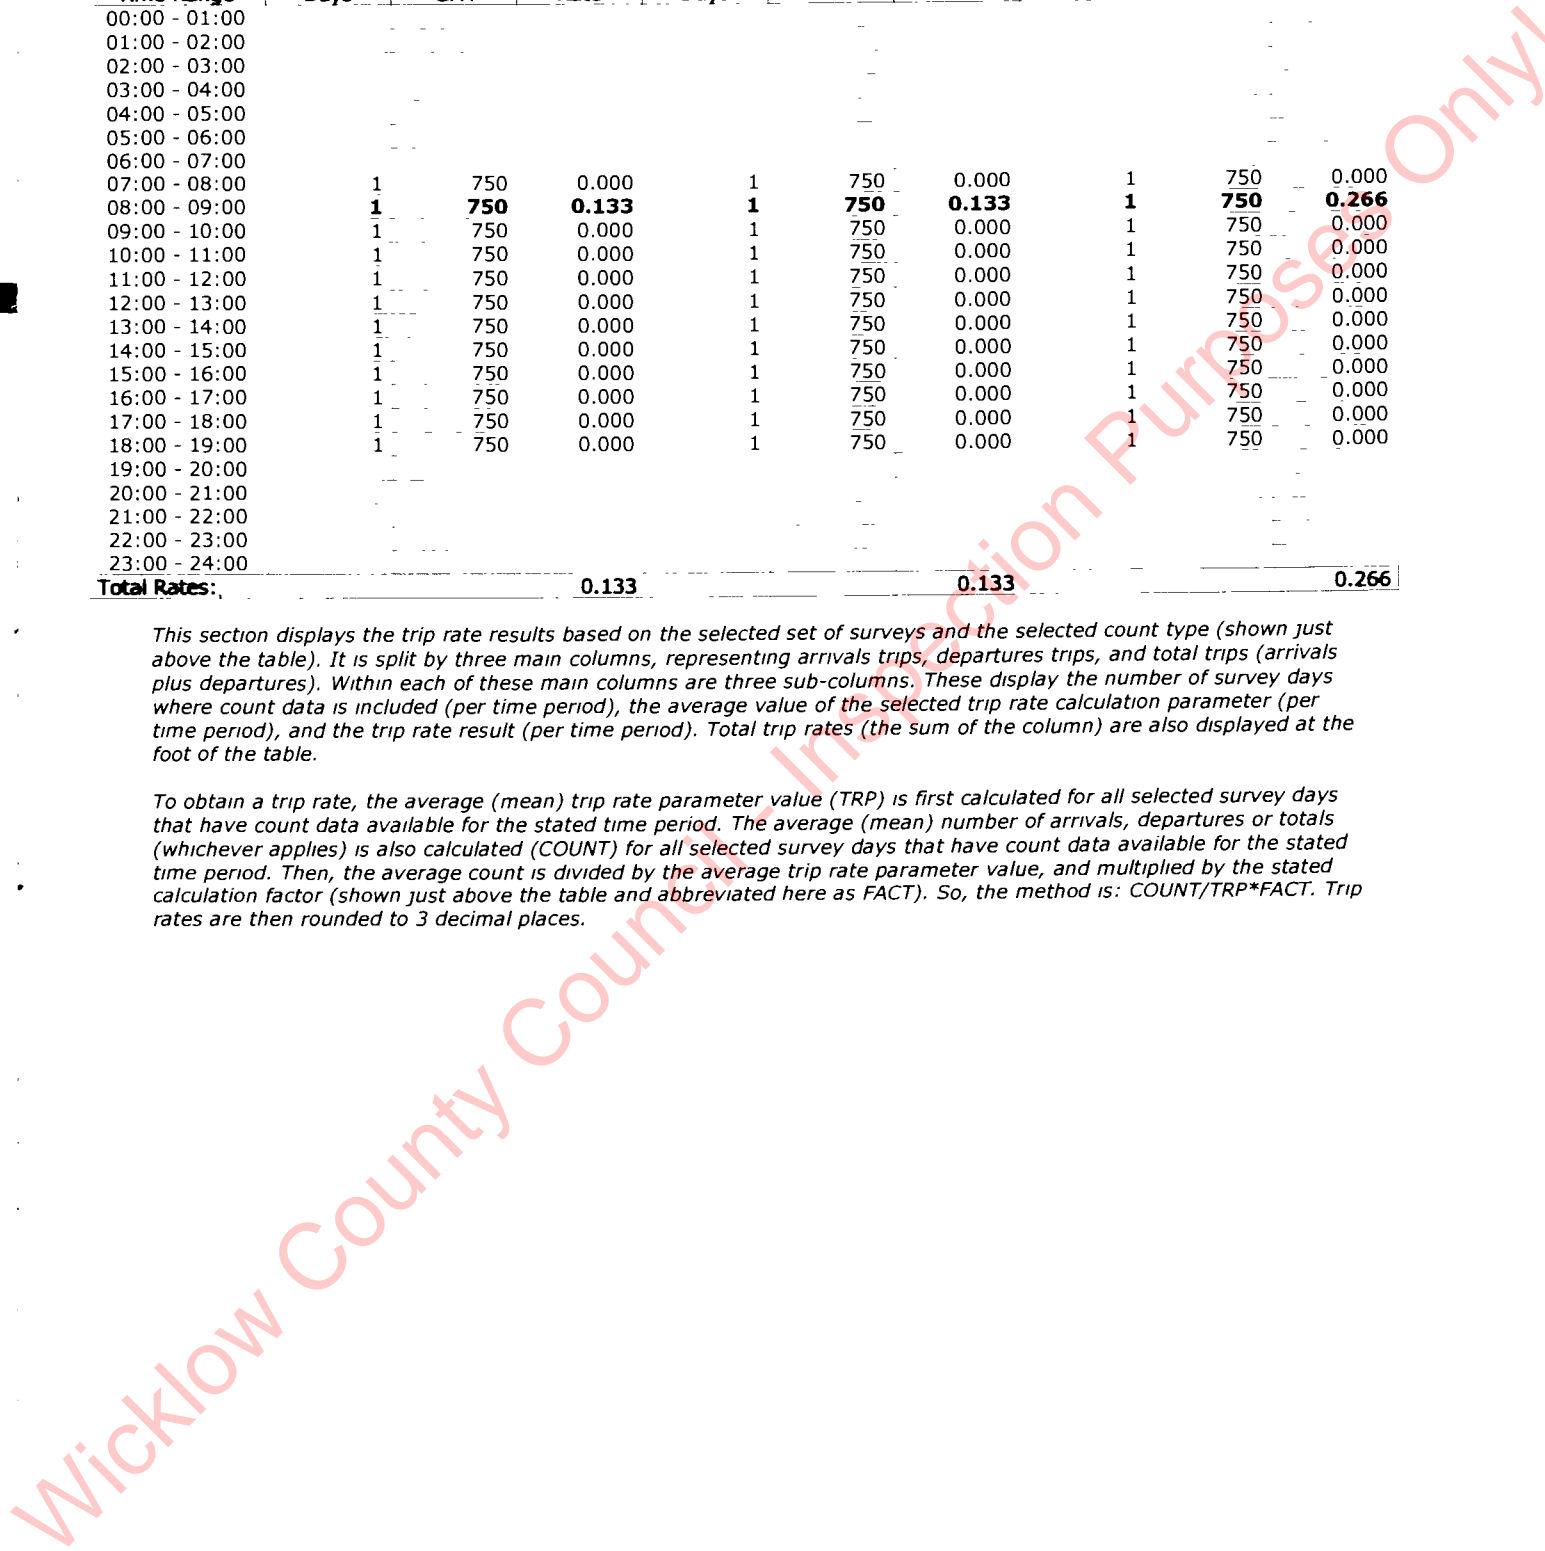 00:00 - 01:00
01:00 - 02:00
02:00 - 03:00
03:00 - 04:00
04:00 - 05:00
05:00 - 06:00
06:00 - 07:00
07:00 - 08:00 1 750 0.000 1 750 0.000 1 750 0.000
08:00 - 09:00 1 750 0.133 1 750 0.133 1 750 0.266
09:00 - 10:00 1 750 0.000 1 750 0.000 1 750 0.000
10:00 - 11:00 1 750 0.000 1 750 0.000 1 750 0.000
11:00 - 12:00 1 750 0.000 1 750 0.000 1 750 0.000
12:00 - 13:00 1 750 0.000 1 750 0.000 1 750 0.000
13:00 - 14:00 1 750 0.000 1 750 0.000 1 750 0.000
14:00 - 15:00 1 750 0.000 1 750 0.000 1 750 0.000
15:00 - 16:00 1 750 0.000 1 750 0.000 1 750 0.000
16:00 - 17:00 1 750 0.000 1 750 0.000 1 750 0.000
17:00 - 18:00 1 750 0.000 1 750 0.000 1 750 0.000
18:00 - 19:00 1 750 0.000 1 750 0.000 1 750 0.000
19:00 - 20:00
20:00 - 21:00
21:00 - 22:00
22:00 - 23:00
23:00 - 24:00
Total Rates: 0.133 0.133 0.266
This section displays the trip rate results based on the selected set of surveys and the selected count type (shown just
above the table). It is split by three main columns, representing arrivals trips, departures trips, and total trips (arrivals
plus departures). Within each of these main columns are three sub-columns. These display the number of survey days
where count data is included (per time period), the average value of the selected trip rate calculation parameter (per
time period), and the trip rate result (per time period). Total trip rates (the sum of the column) are also displayed at the
foot of the table.
To obtain a trip rate, the average (mean) trip rate parameter value (TRP) is first calculated for all selected survey days
that have count data available for the stated time period. The average (mean) number of arrivals, departures or totals
(whichever applies) is also calculated (COUNT) for all selected survey days that have count data available for the stated
time period. Then, the average count is divided by the average trip rate parameter value, and multiplied by the stated
calculation factor (shown just above the table and abbreviated here as FACT). So, the method is: COUNT/TRP*FACT. Trip
rates are then rounded to 3 decimal places.
Wicklow County Council - Inspection Purposes Only!